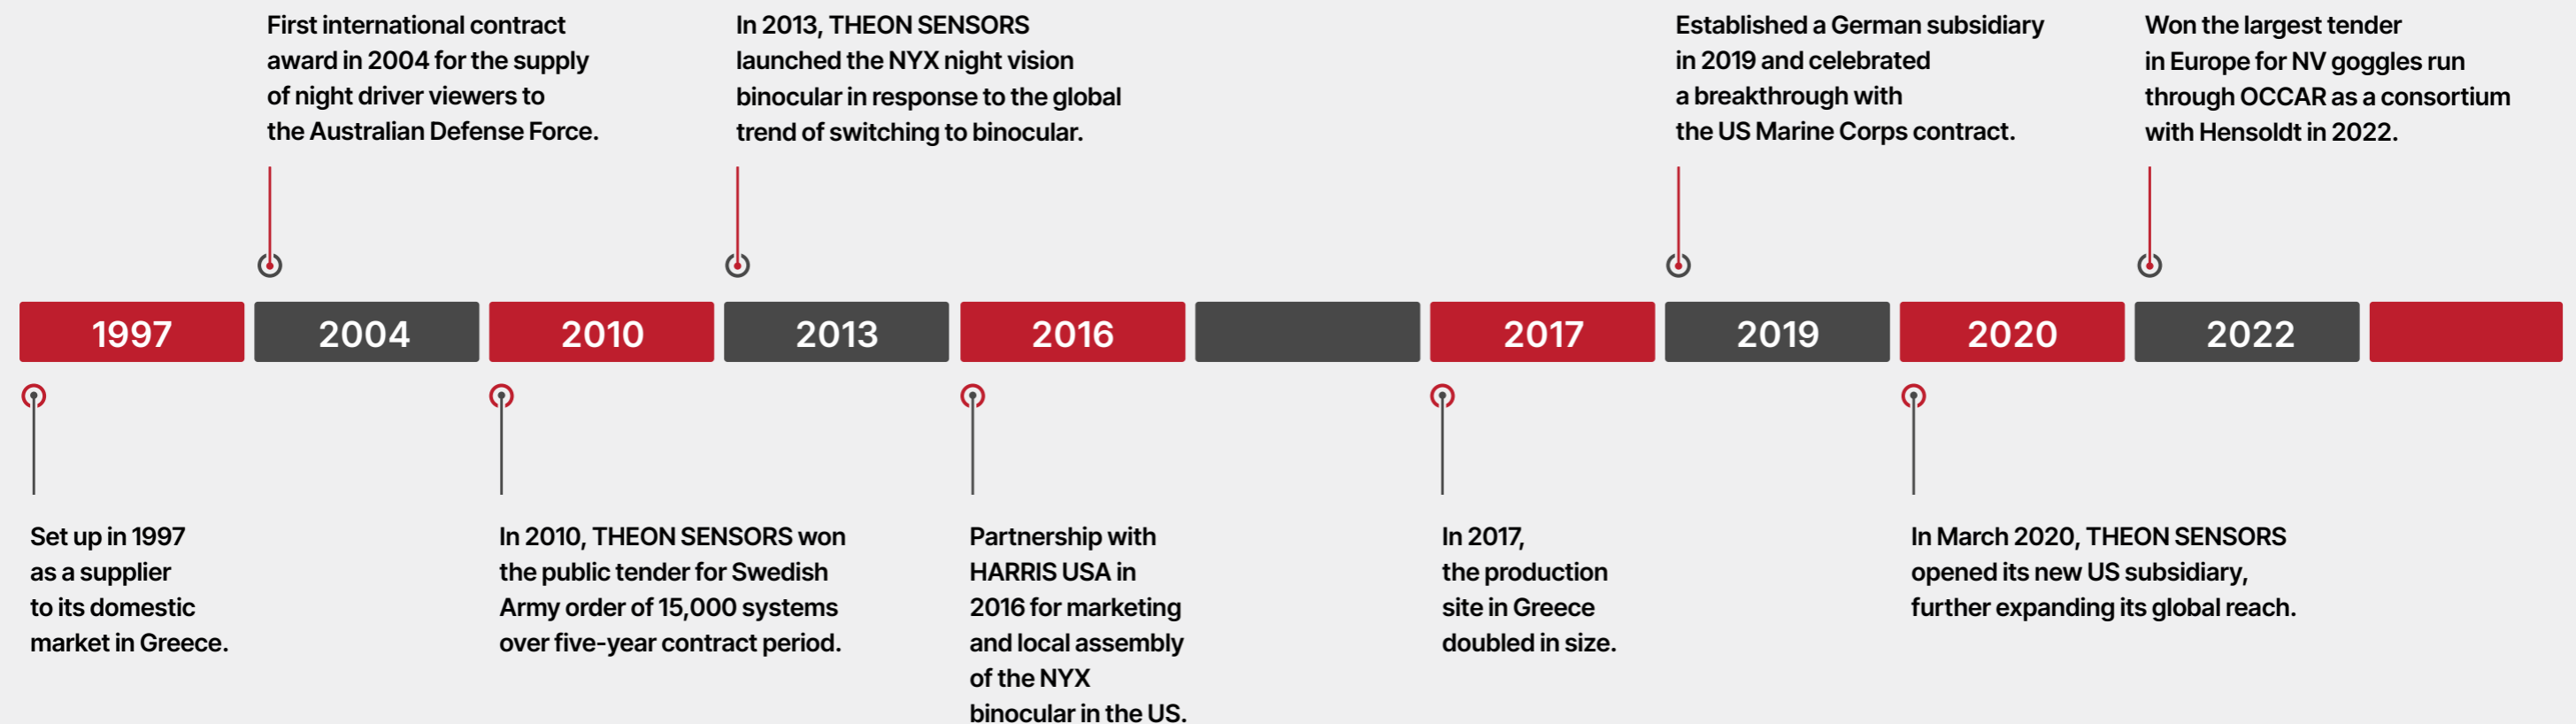 First international contract
award in 2004 for the supply
of night driver viewers to
the Australian Defense Force.
In 2013, THEON SENSORS
launched the NYX night vision
binocular in response to the global
trend of switching to binocular.
Established a German subsidiary
in 2019 and celebrated
a breakthrough with
the US Marine Corps contract.
Won the largest tender
in Europe for NV goggles run
through OCCAR as a consortium
with Hensoldt in 2022.
1997
2004
2010
2013
2016
2017
2019
2020
2022
Set up in 1997
as a supplier
to its domestic
market in Greece.
In 2010, THEON SENSORS won
the public tender for Swedish
Army order of 15,000 systems
over five-year contract period.
Partnership with
HARRIS USA in
2016 for marketing
and local assembly
of the NYX
binocular in the US.
In 2017,
the production
site in Greece
doubled in size.
In March 2020, THEON SENSORS
opened its new US subsidiary,
further expanding its global reach.